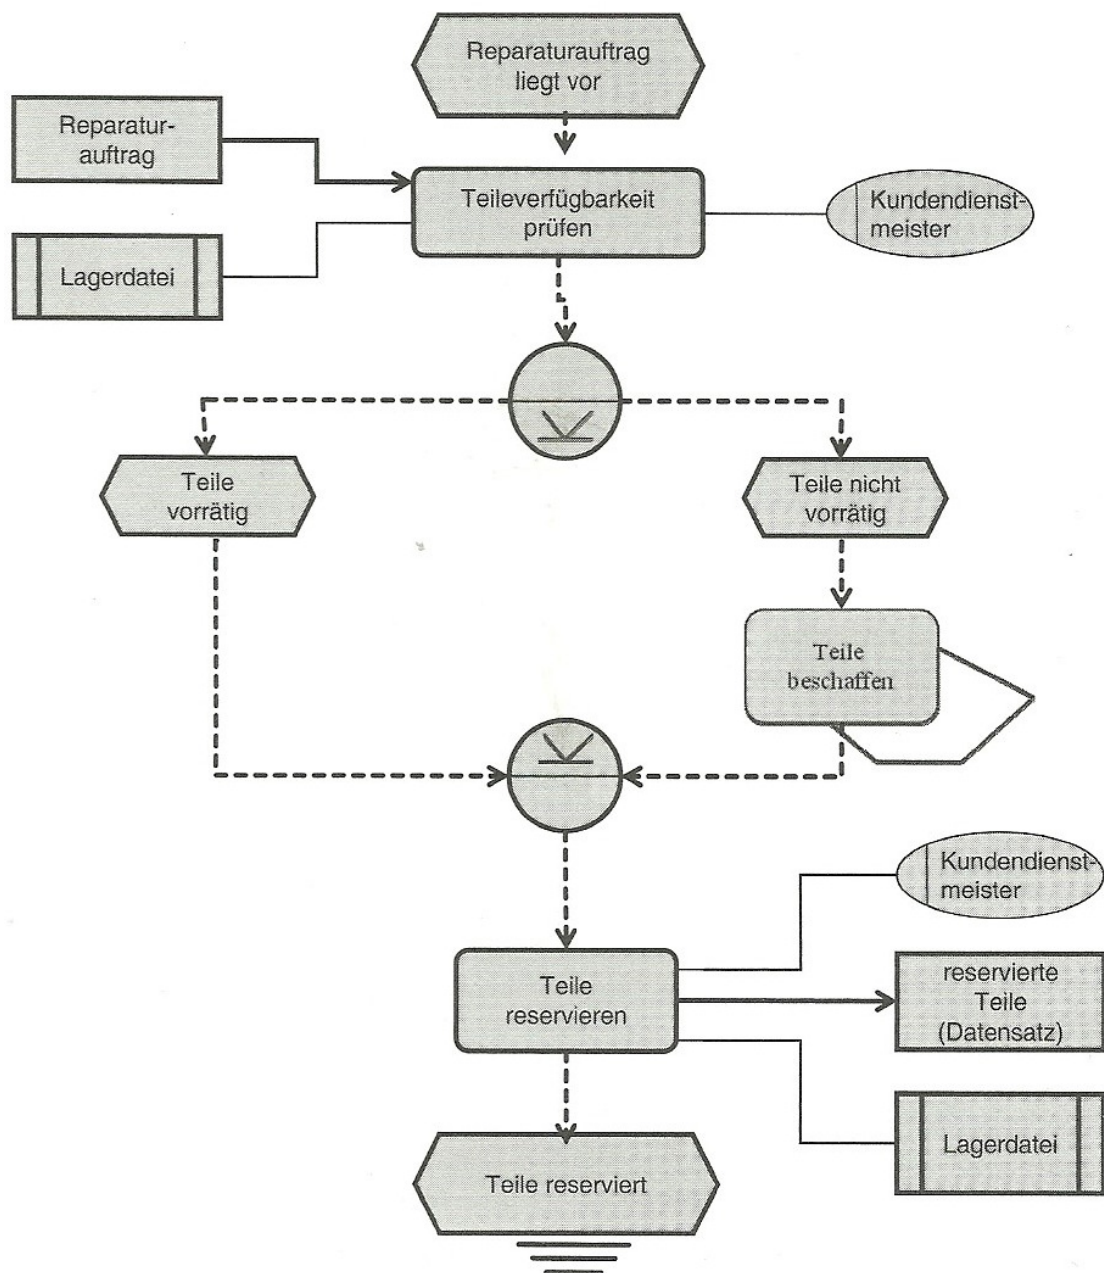 Reparaturauftrag
liegt vor
Reparatur-
auftrag
Teileverfügbarkeit
prüfen
Kundendienst-
meister
Lagerdatei
Teile
vorrätig
Teile nicht
vorrätig
Teile
beschaffen
Kundendienst-
meister
Teile
reservieren
reservierte
Teile
(Datensatz)
Lagerdatei
Teile reserviert